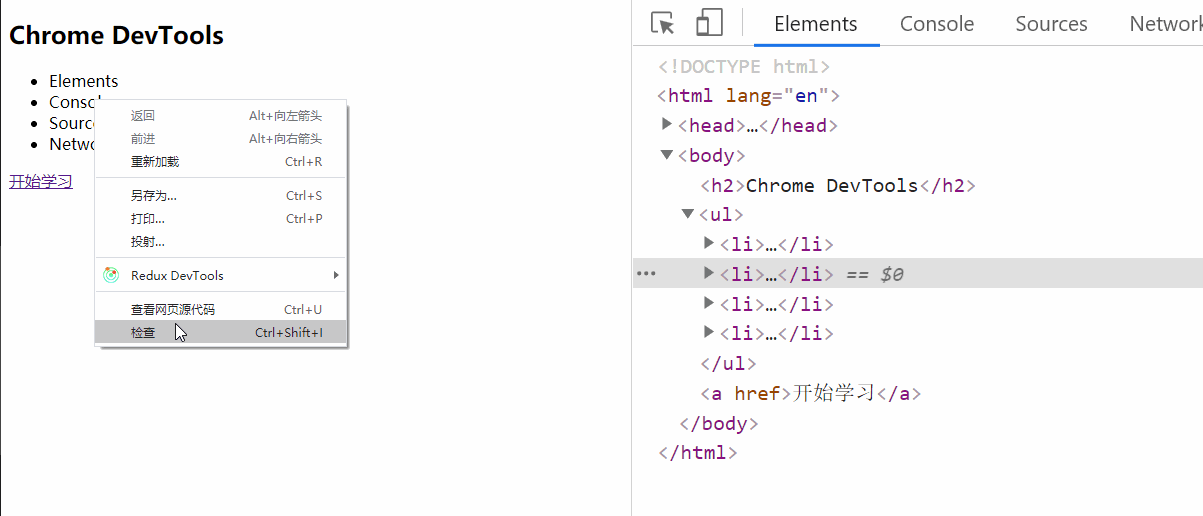 Chrome DevTools
Elements
Consol
Source
Netwo
开始学习
返回 Alt+向左箭头
前进 Alt+向右箭头
重新加载 Ctrl+R
另存为... Ctrl+S
打印... Ctrl+P
投射...
Redux DevTools
查看网页源代码 Ctrl+U
检查 Ctrl+Shift+I
Elements Console Sources Network
<!DOCTYPE html>
<html lang="en">
<head>…</head>
<body>
<h2>Chrome DevTools</h2>
<ul>
<li>…</li>
<li>…</li> == $0
<li>…</li>
<li>…</li>
</ul>
<a href>开始学习</a>
</body>
</html>